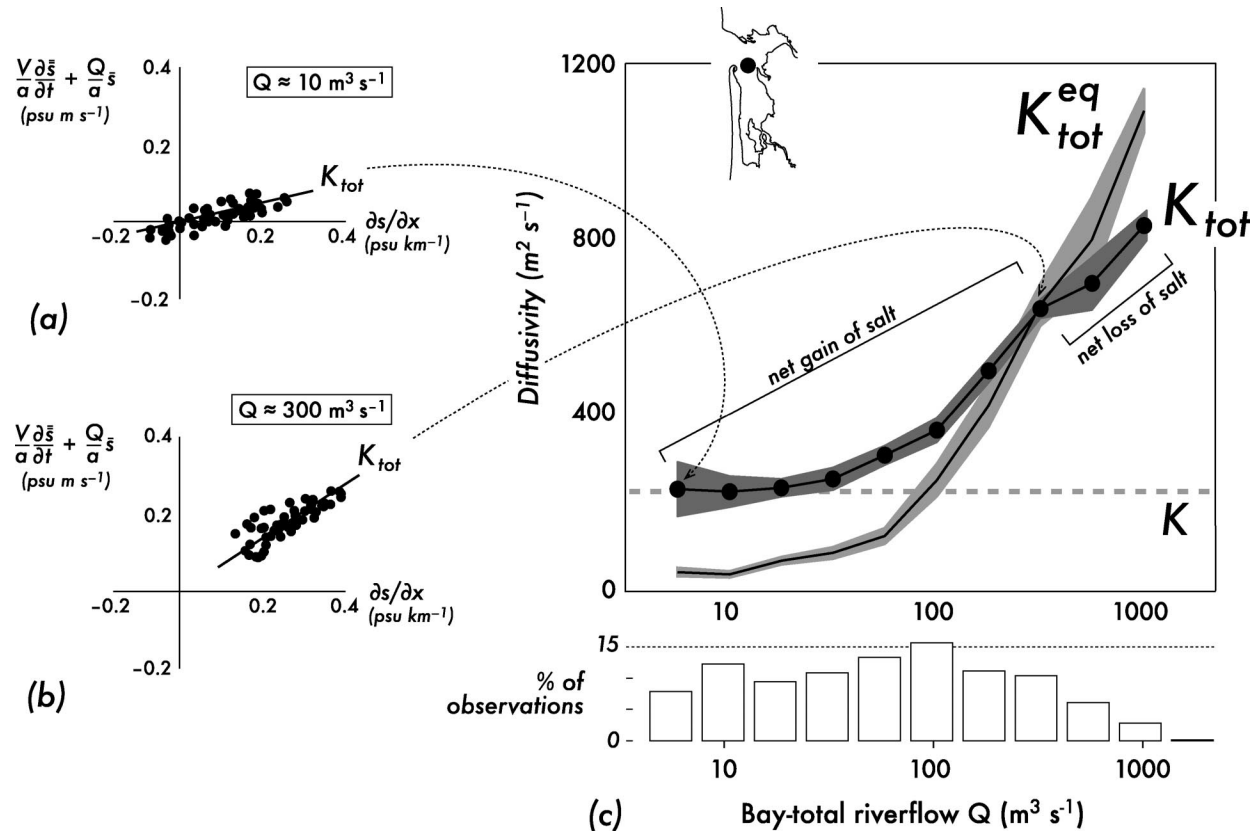 (a)
V/a ∂s̄/∂t + Q/a s̄
(psu m s⁻¹)
Q ≈ 10 m³ s⁻¹
0.4
0.2
K_tot
∂s/∂x
(psu km⁻¹)
−0.2
0.2
0.4
−0.2
(b)
V/a ∂s̄/∂t + Q/a s̄
(psu m s⁻¹)
Q ≈ 300 m³ s⁻¹
0.4
0.2
K_tot
∂s/∂x
(psu km⁻¹)
−0.2
0.2
0.4
−0.2
(c)
Diffusivity (m² s⁻¹)
1200
800
400
0
K_tot^eq
K_tot
K
net gain of salt
net loss of salt
10
100
1000
% of
observations
15
0
10
100
1000
Bay-total riverflow Q (m³ s⁻¹)